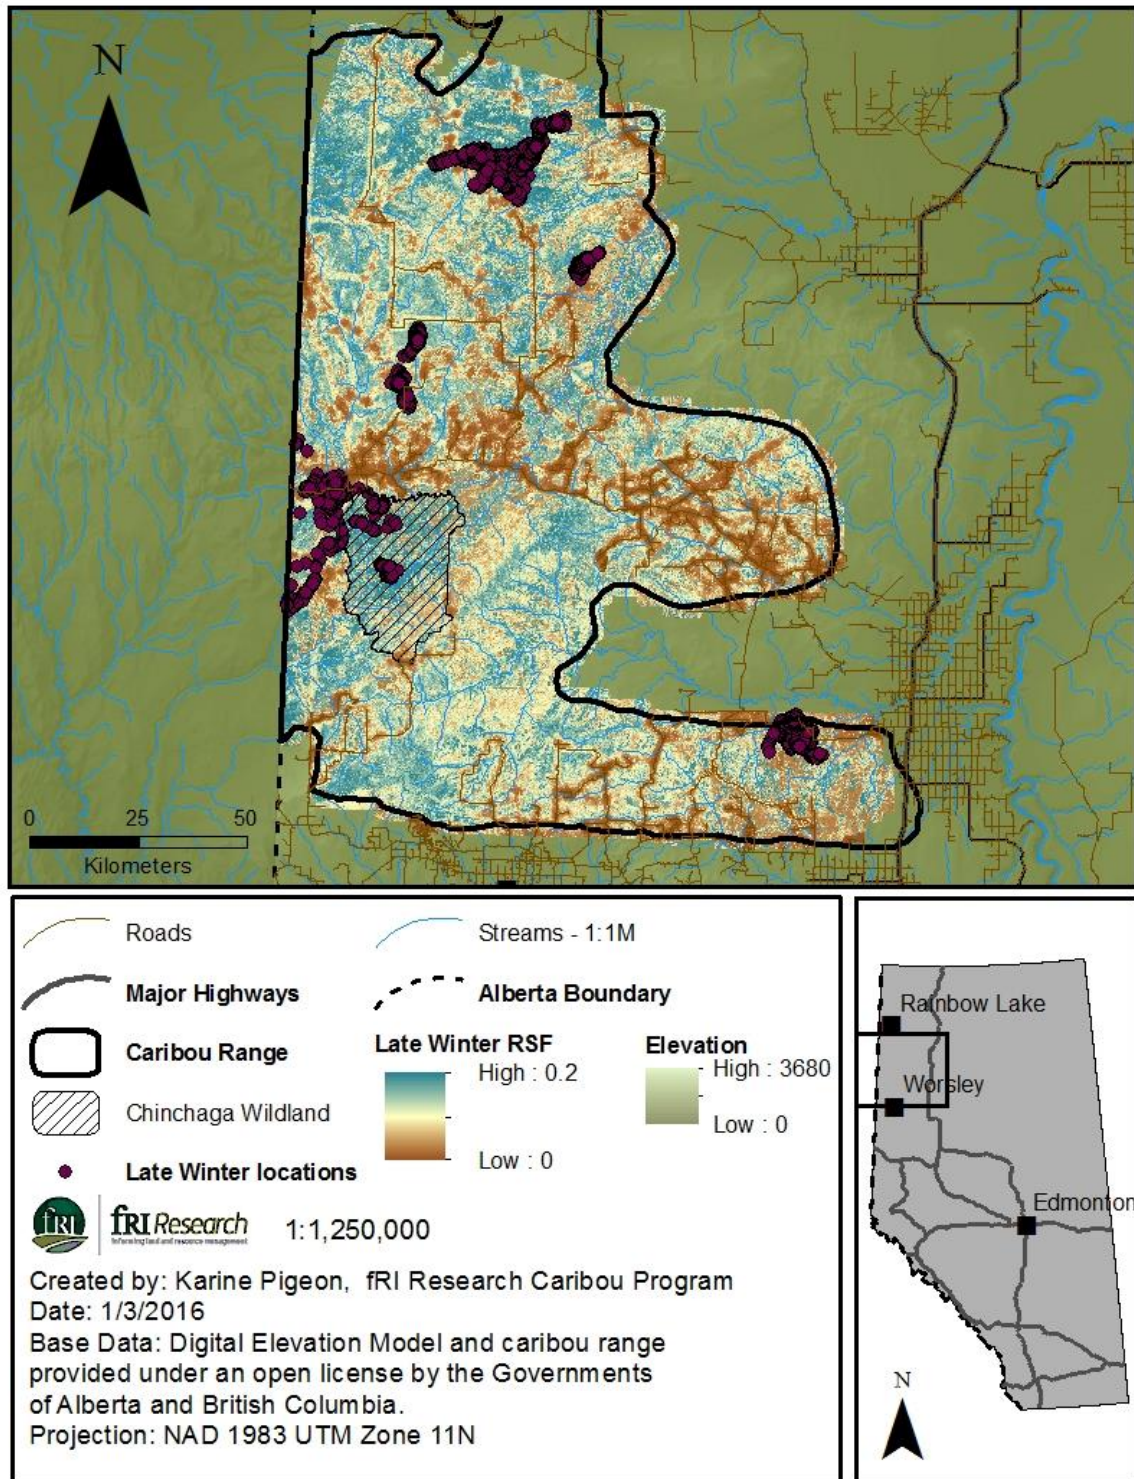 N
0 25 50
Kilometers
Roads
Streams - 1:1M
Major Highways
Alberta Boundary
Caribou Range
Late Winter RSF
High : 0.2
Low : 0
Elevation
High : 3680
Low : 0
Chinchaga Wildland
Late Winter locations
fRI
fRI Research
1:1,250,000
Created by: Karine Pigeon, fRI Research Caribou Program
Date: 1/3/2016
Base Data: Digital Elevation Model and caribou range
provided under an open license by the Governments
of Alberta and British Columbia.
Projection: NAD 1983 UTM Zone 11N
Rainbow Lake
Worsley
Edmonton
N